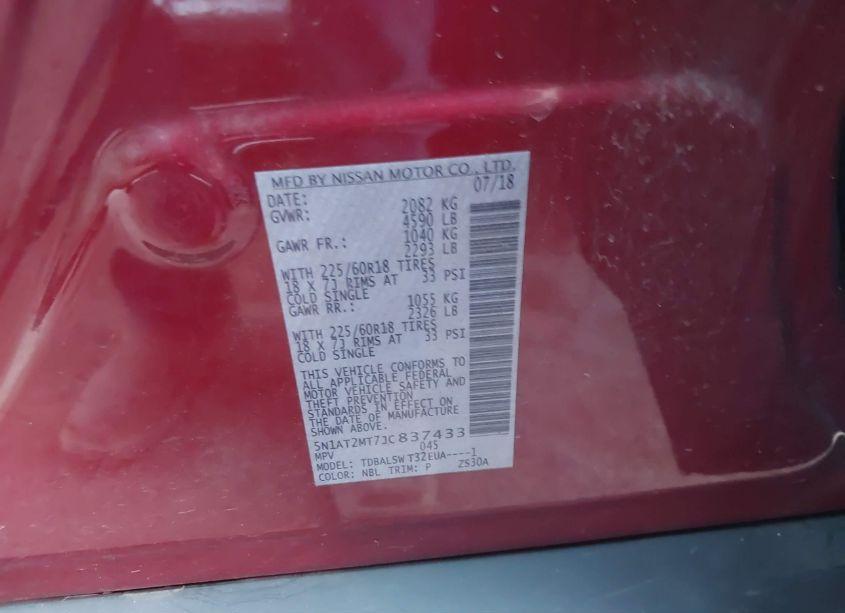 MFD BY NISSAN MOTOR CO., LTD.
DATE: 07/18
GVWR: 2082 KG
4590 LB
GAWR FR.: 1040 KG
2293 LB
WITH 225/60R18 TIRES
18 X 7J RIMS AT 33 PSI
COLD SINGLE
GAWR RR.: 1055 KG
2326 LB
WITH 225/60R18 TIRES
18 X 7J RIMS AT 33 PSI
COLD SINGLE
THIS VEHICLE CONFORMS TO
ALL APPLICABLE FEDERAL
MOTOR VEHICLE SAFETY AND
THEFT PREVENTION
STANDARDS IN EFFECT ON
THE DATE OF MANUFACTURE
SHOWN ABOVE.
5N1AT2MT7JC837433
MPV 045
MODEL: TDBALSW T32EUA----1
COLOR: NBL TRIM: P ZS30A